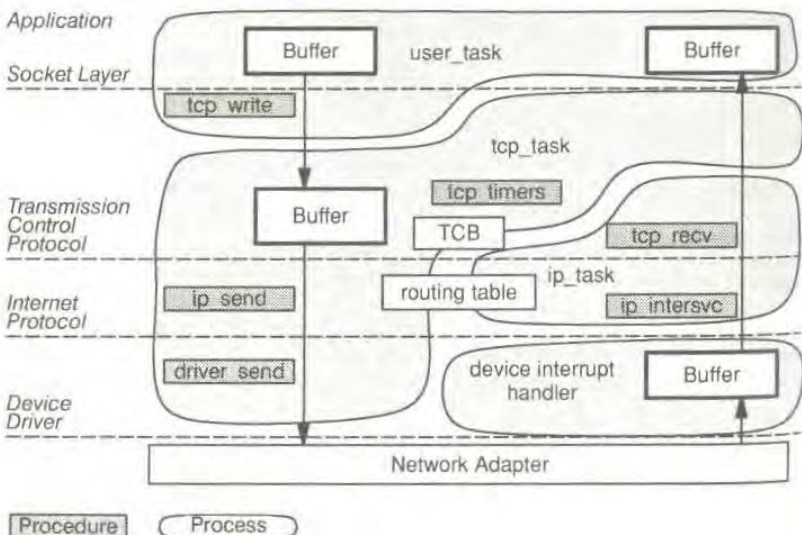 Application
Buffer
user_task
Buffer
Socket Layer
tcp write
tcp_task
tcp timers
Transmission
Control
Protocol
Buffer
TCB
tcp recv
ip_task
Internet
Protocol
ip send
routing table
ip intersvc
driver send
device interrupt
handler
Buffer
Device
Driver
Network Adapter
Procedure
Process